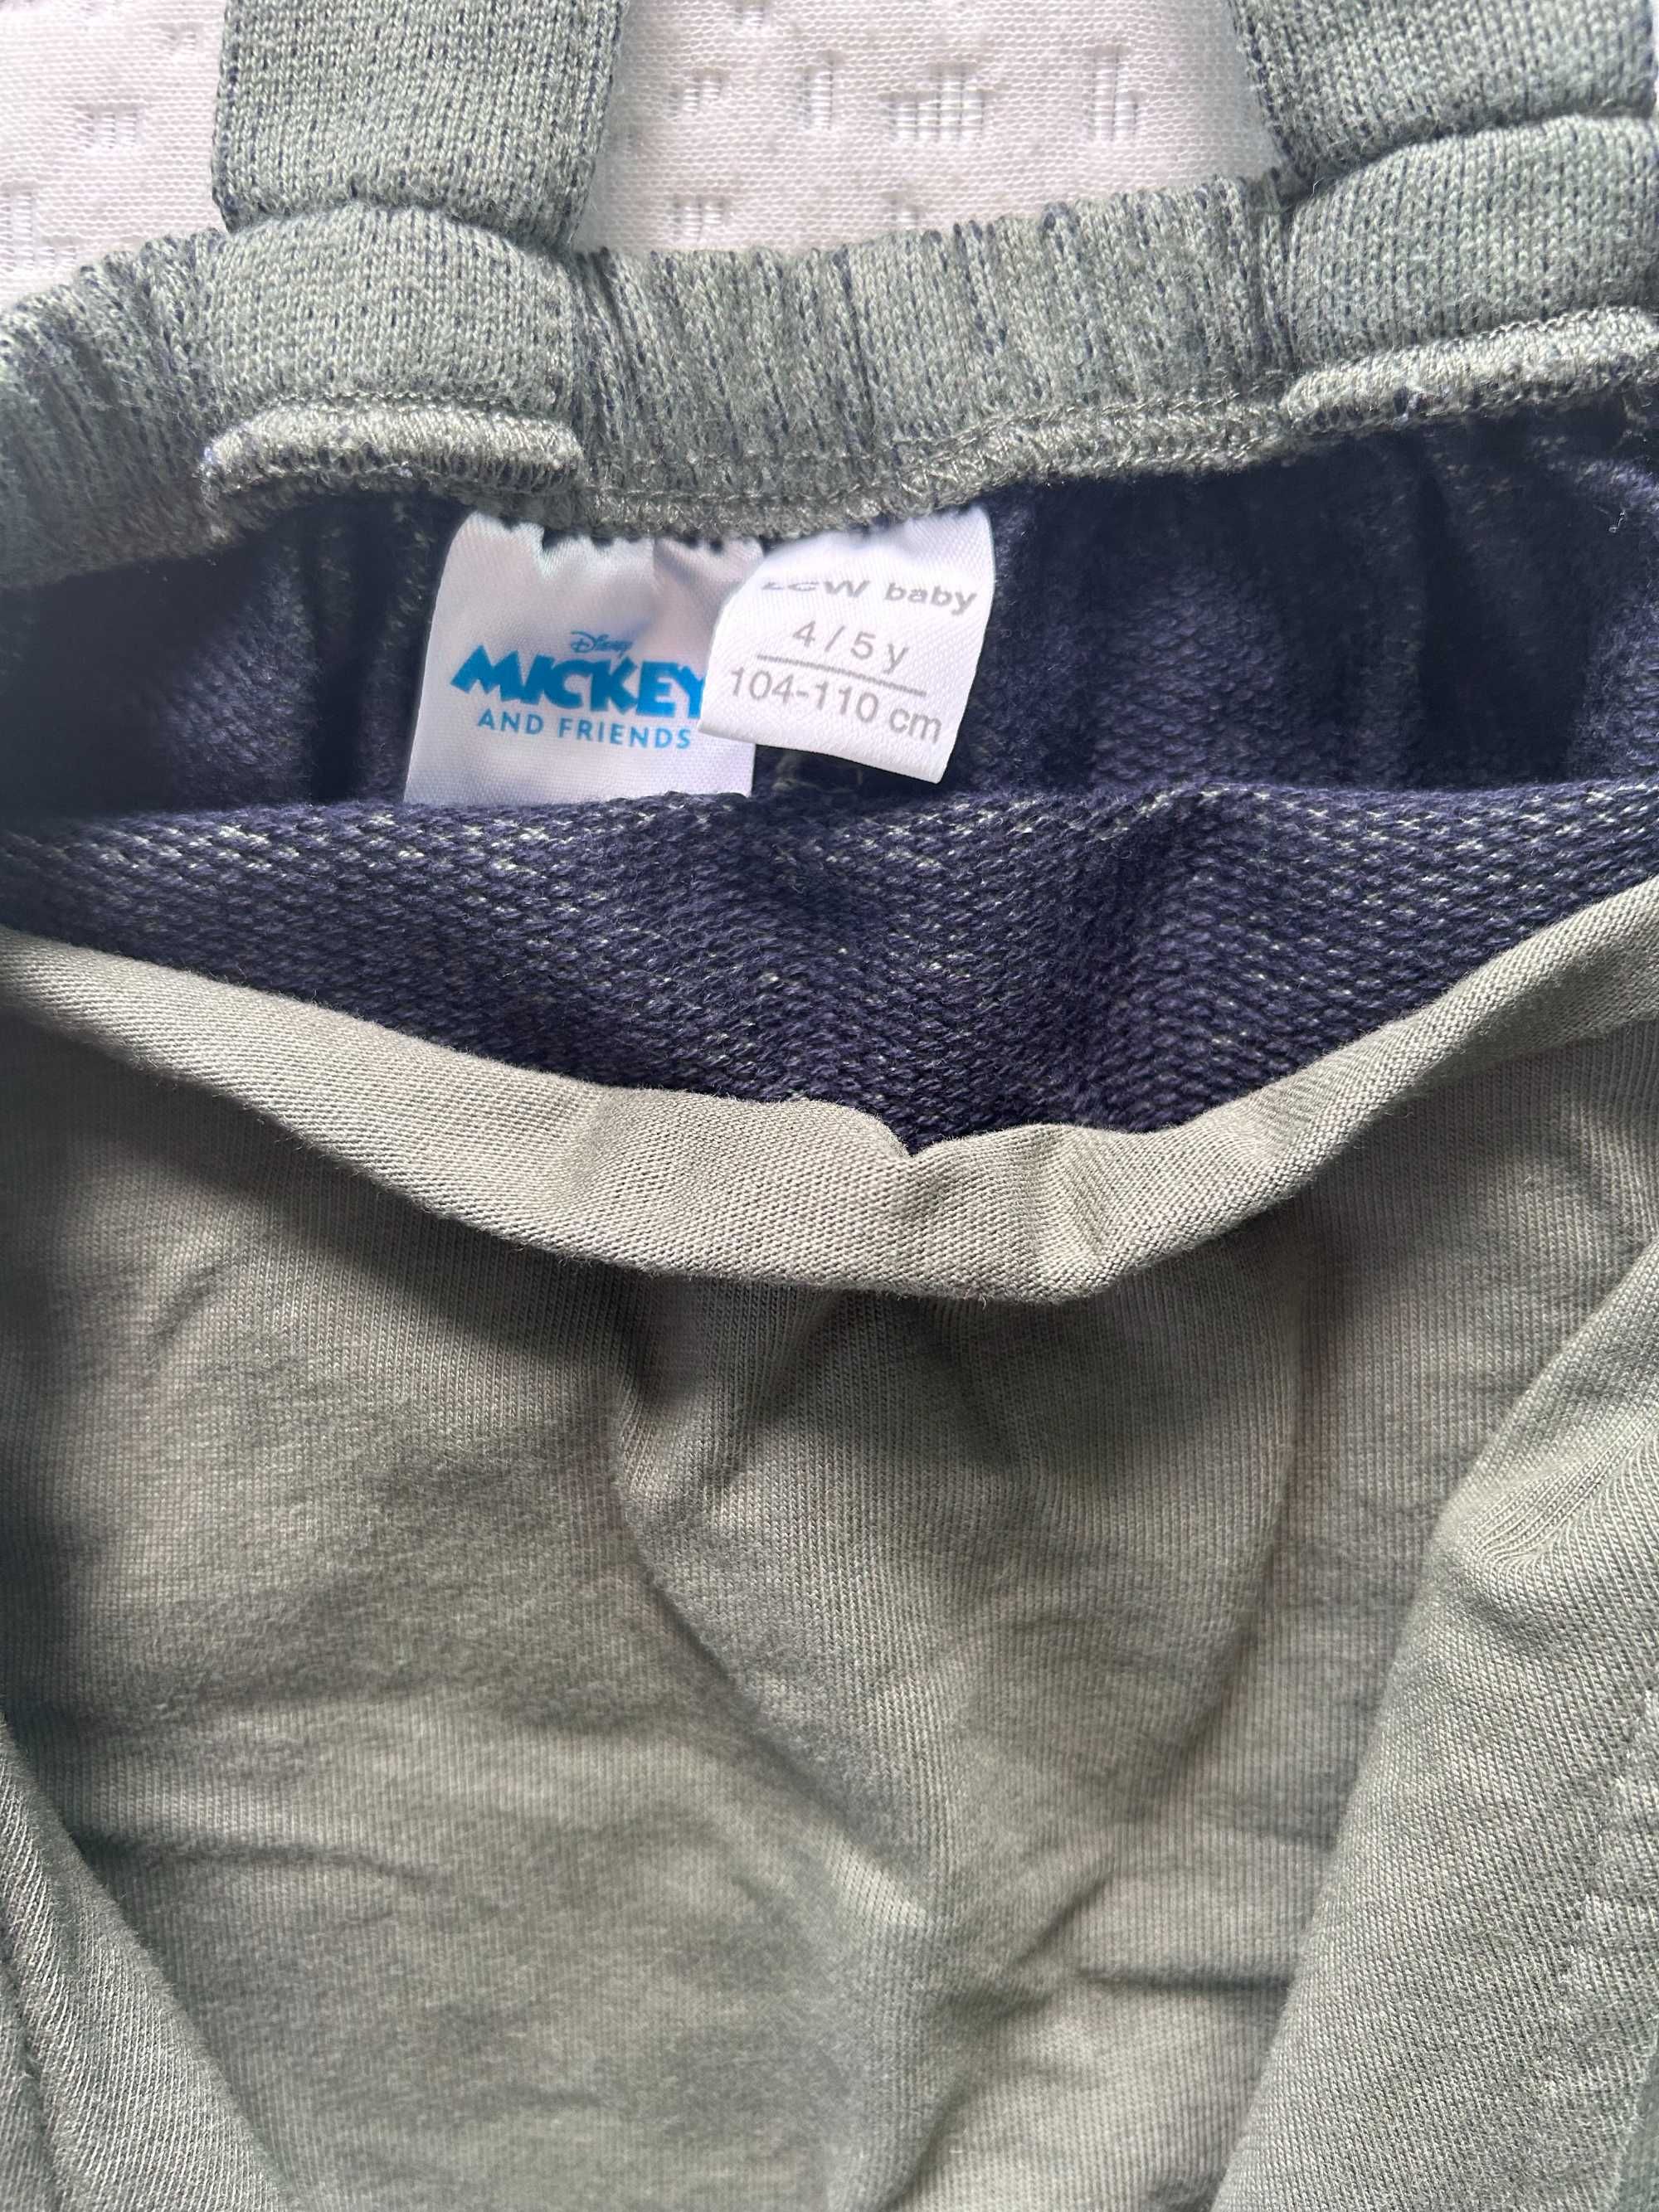 Disney
MICKEY
AND FRIENDS
LCW baby
4 / 5 y
104-110 cm